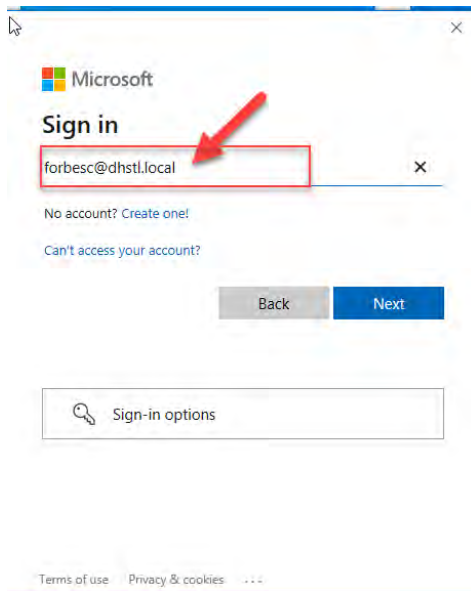 Microsoft
Sign in
forbesc@dhstl.local
No account? Create one!
Can't access your account?
Back Next
Sign-in options
Terms of use Privacy & cookies ...